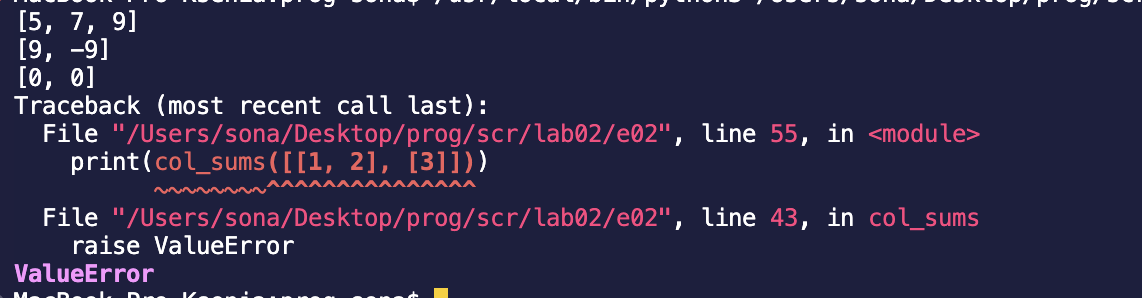 [5, 7, 9]
[9, -9]
[0, 0]
Traceback (most recent call last):
  File "/Users/sona/Desktop/prog/scr/lab02/e02", line 55, in <module>
    print(col_sums([[1, 2], [3]]))
          ~~~~~~~~^^^^^^^^^^^^^^^
  File "/Users/sona/Desktop/prog/scr/lab02/e02", line 43, in col_sums
    raise ValueError
ValueError